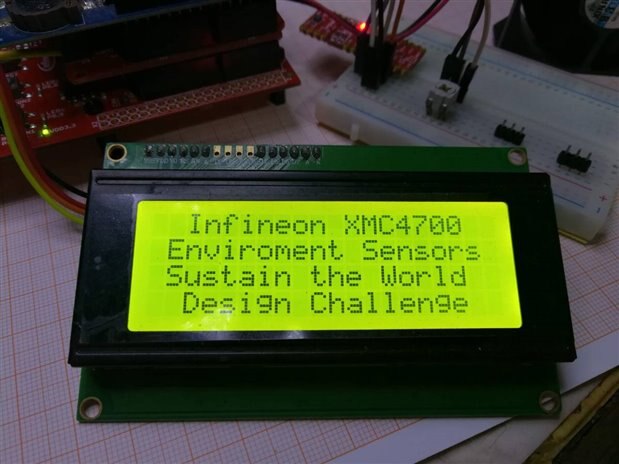 Infineon XMC4700
Enviroment Sensors
Sustain the World
Design Challenge